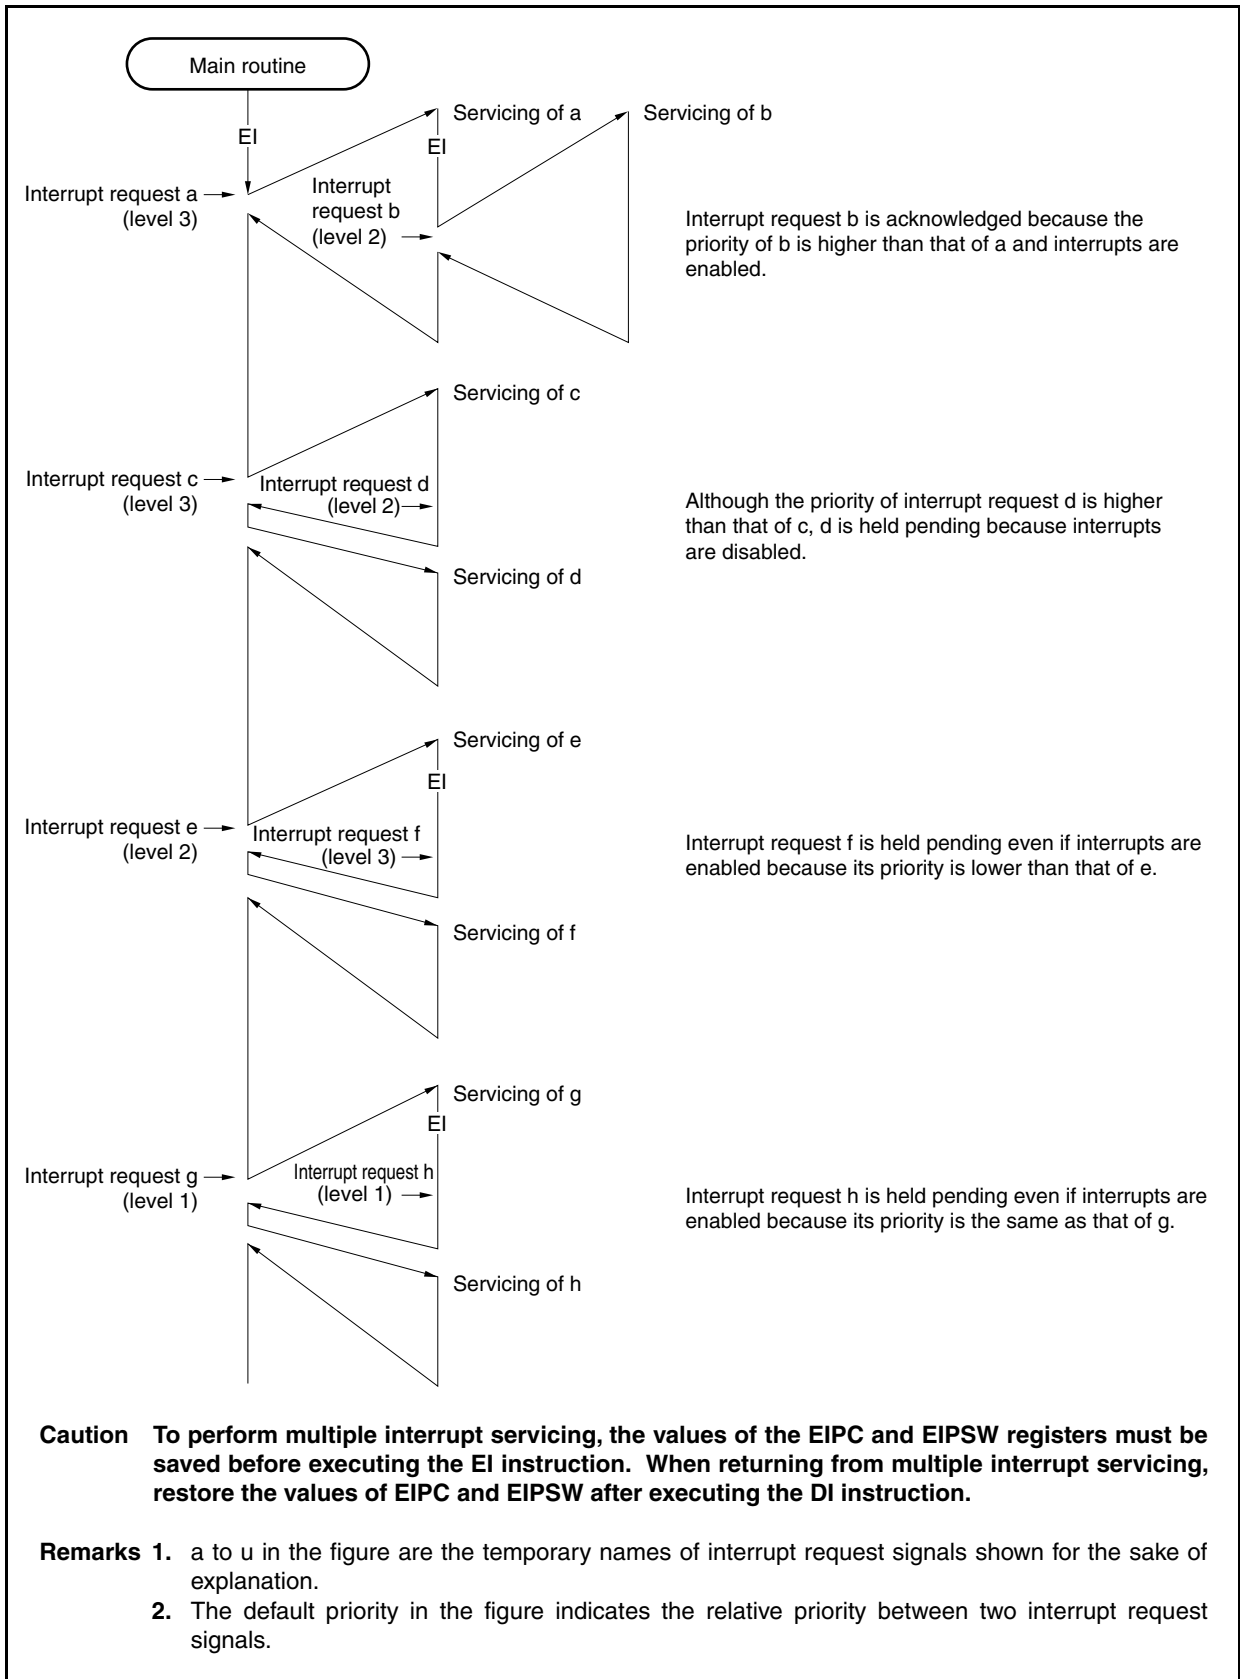 Main routine
EI
Servicing of a
Servicing of b
EI
Interrupt request a
(level 3)
Interrupt
request b
(level 2)
Interrupt request b is acknowledged because the
priority of b is higher than that of a and interrupts are
enabled.
Servicing of c
Interrupt request c
(level 3)
Interrupt request d
(level 2)
Although the priority of interrupt request d is higher
than that of c, d is held pending because interrupts
are disabled.
Servicing of d
Servicing of e
EI
Interrupt request e
(level 2)
Interrupt request f
(level 3)
Interrupt request f is held pending even if interrupts are
enabled because its priority is lower than that of e.
Servicing of f
Servicing of g
EI
Interrupt request g
(level 1)
Interrupt request h
(level 1)
Interrupt request h is held pending even if interrupts are
enabled because its priority is the same as that of g.
Servicing of h
Caution To perform multiple interrupt servicing, the values of the EIPC and EIPSW registers must be
saved before executing the EI instruction. When returning from multiple interrupt servicing,
restore the values of EIPC and EIPSW after executing the DI instruction.
Remarks 1. a to u in the figure are the temporary names of interrupt request signals shown for the sake of
explanation.
2. The default priority in the figure indicates the relative priority between two interrupt request
signals.